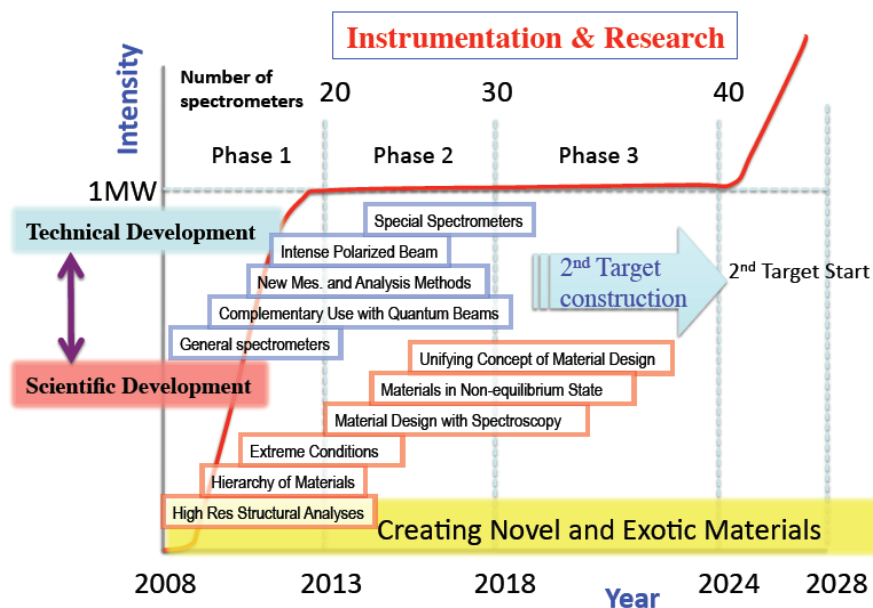 Instrumentation & Research
Intensity
Number of
spectrometers
20
30
40
Phase 1
Phase 2
Phase 3
1MW
Technical Development
Special Spectrometers
Intense Polarized Beam
New Mes. and Analysis Methods
Complementary Use with Quantum Beams
General spectrometers
2nd Target
construction
2nd Target Start
Scientific Development
Unifying Concept of Material Design
Materials in Non-equilibrium State
Material Design with Spectroscopy
Extreme Conditions
Hierarchy of Materials
High Res Structural Analyses
Creating Novel and Exotic Materials
2008
2013
2018
Year
2024
2028